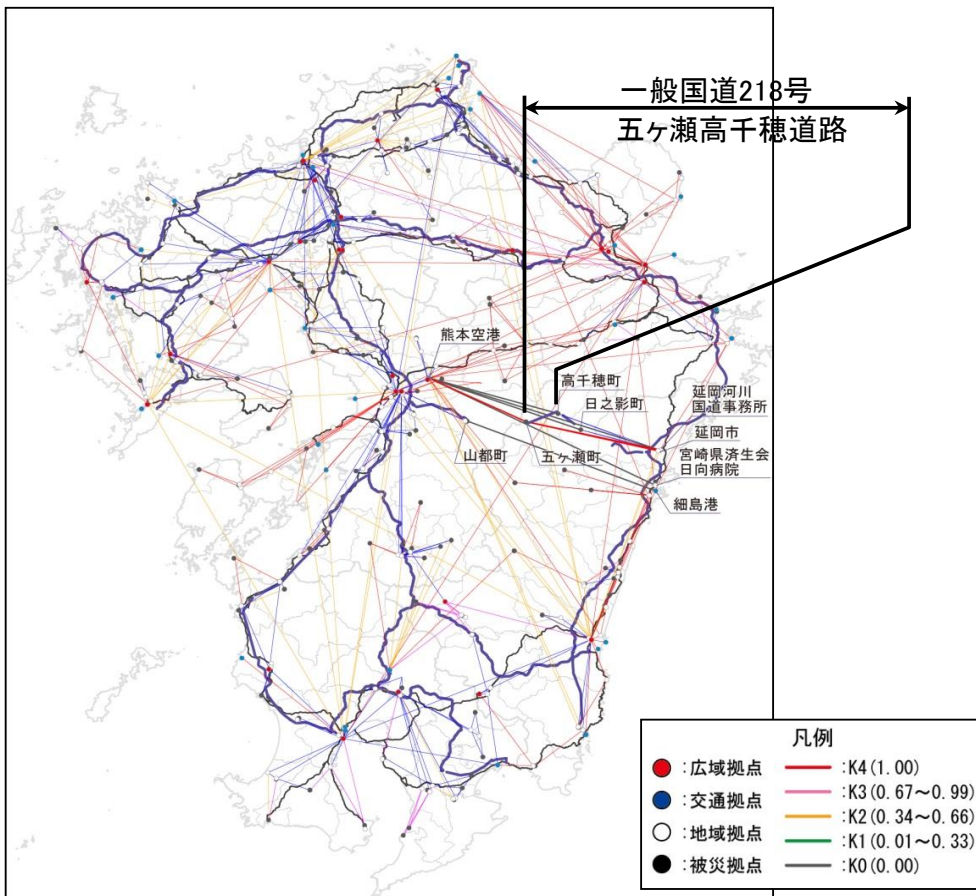 一般国道218号
五ヶ瀬高千穂道路
熊本空港
高千穂町
日之影町
延岡河川
国道事務所
延岡市
宮崎県済生会
日向病院
山都町
五ヶ瀬町
細島港
凡例
:広域拠点
:K4(1.00)
:交通拠点
:K3(0.67～0.99)
:K2(0.34～0.66)
:地域拠点
:K1(0.01～0.33)
:被災拠点
:K0(0.00)